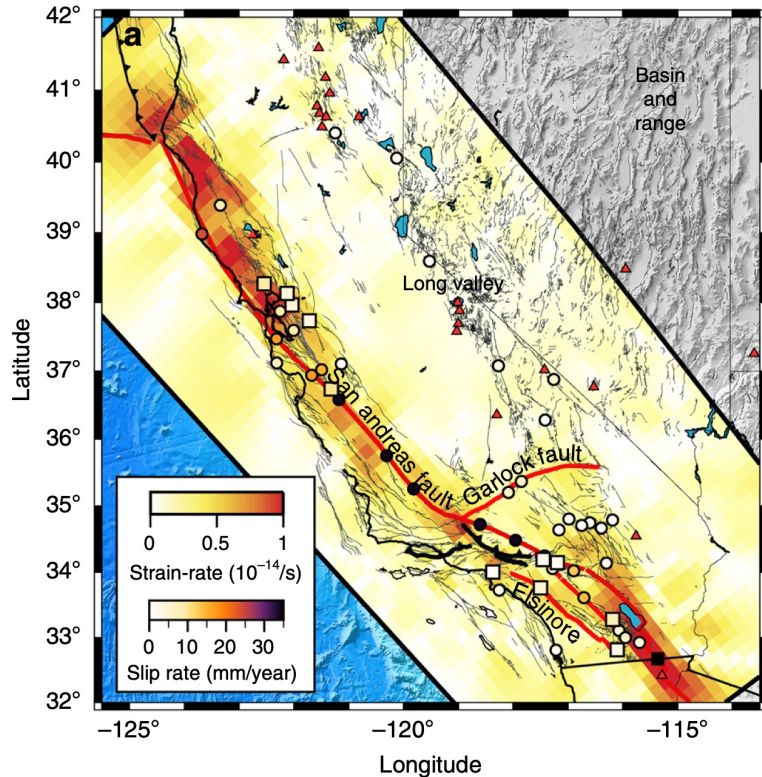 42°
a
41°
Basin
and
range
40°
39°
Long valley
38°
Latitude
37°
San andreas fault
36°
Garlock fault
35°
0 0.5 1
Strain-rate (10⁻¹⁴/s)
34°
Elsinore
0 10 20 30
33°
Slip rate (mm/year)
32°
−125° −120° −115°
Longitude